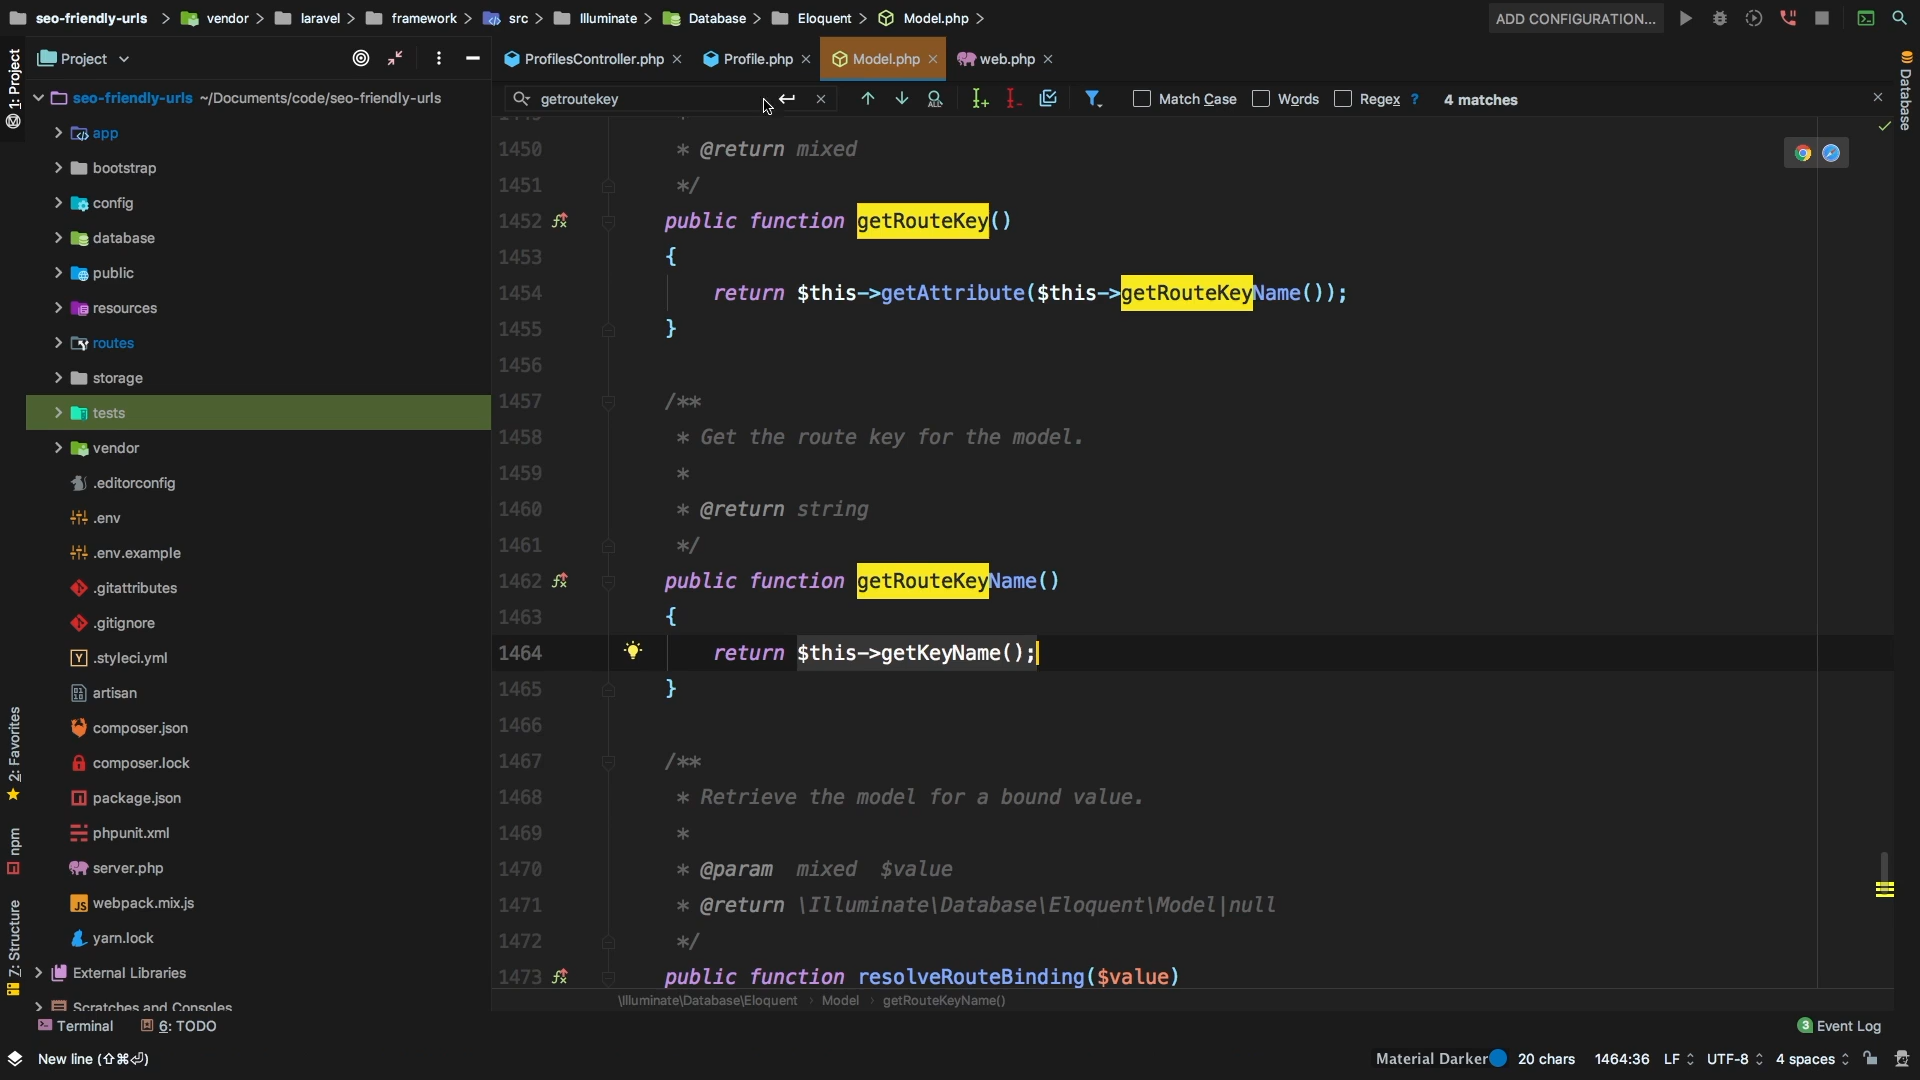 seo-friendly-urls vendor laravel framework src Illuminate Database Eloquent Model.php ADD CONFIGURATION...
Project
ProfilesController.php Profile.php Model.php web.php
1: Project
Database
seo-friendly-urls ~/Documents/code/seo-friendly-urls
getroutekey Match Case Words Regex ? 4 matches
app
bootstrap
config
database
public
resources
routes
storage
tests
vendor
.editorconfig
.env
.env.example
.gitattributes
.gitignore
.styleci.yml
artisan
composer.json
composer.lock
package.json
phpunit.xml
server.php
webpack.mix.js
yarn.lock
External Libraries
Scratches and Consoles
2: Favorites
npm
7: Structure
1450 * @return mixed
1451 */
1452 public function getRouteKey()
1453 {
1454 return $this->getAttribute($this->getRouteKeyName());
1455 }
1456
1457 /**
1458 * Get the route key for the model.
1459 *
1460 * @return string
1461 */
1462 public function getRouteKeyName()
1463 {
1464 return $this->getKeyName();
1465 }
1466
1467 /**
1468 * Retrieve the model for a bound value.
1469 *
1470 * @param mixed $value
1471 * @return \Illuminate\Database\Eloquent\Model|null
1472 */
1473 public function resolveRouteBinding($value)
\Illuminate\Database\Eloquent Model getRouteKeyName()
Terminal 6: TODO 3 Event Log
New line (⇧⌘⏎) Material Darker 20 chars 1464:36 LF UTF-8 4 spaces